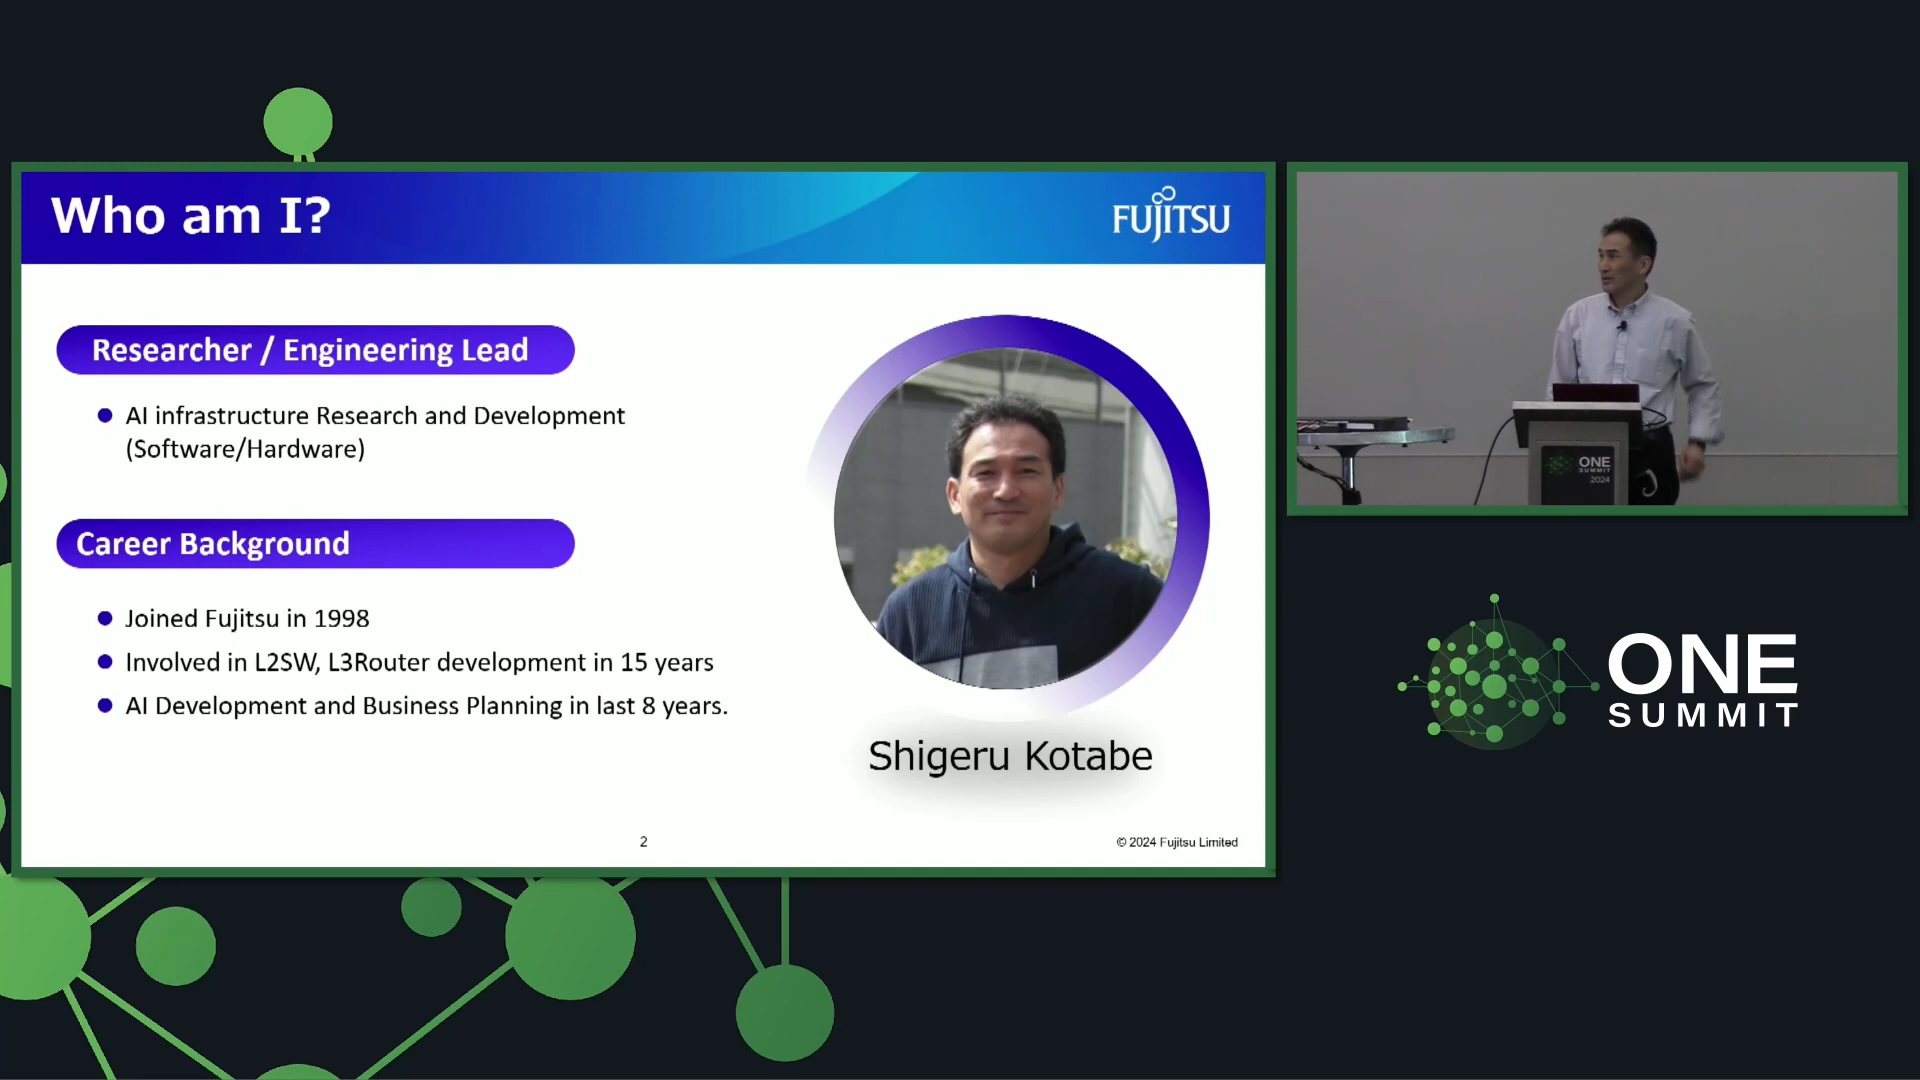 Who am I?
FUJITSU
Researcher / Engineering Lead
AI infrastructure Research and Development
(Software/Hardware)
Career Background
Joined Fujitsu in 1998
Involved in L2SW, L3Router development in 15 years
AI Development and Business Planning in last 8 years.
Shigeru Kotabe
2
© 2024 Fujitsu Limited
ONE
SUMMIT
2024
ONE
SUMMIT